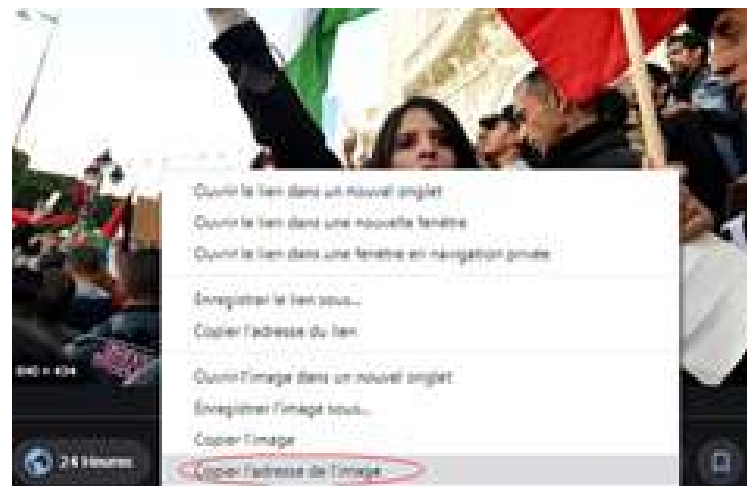 Ouvrir le lien dans un nouvel onglet
Ouvrir le lien dans une nouvelle fenêtre
Ouvrir le lien dans une fenêtre en navigation privée
Enregistrer le lien sous...
Copier l'adresse du lien
Ouvrir l'image dans un nouvel onglet
Enregistrer l'image sous...
Copier l'image
Copier l'adresse de l'image
24 Heures